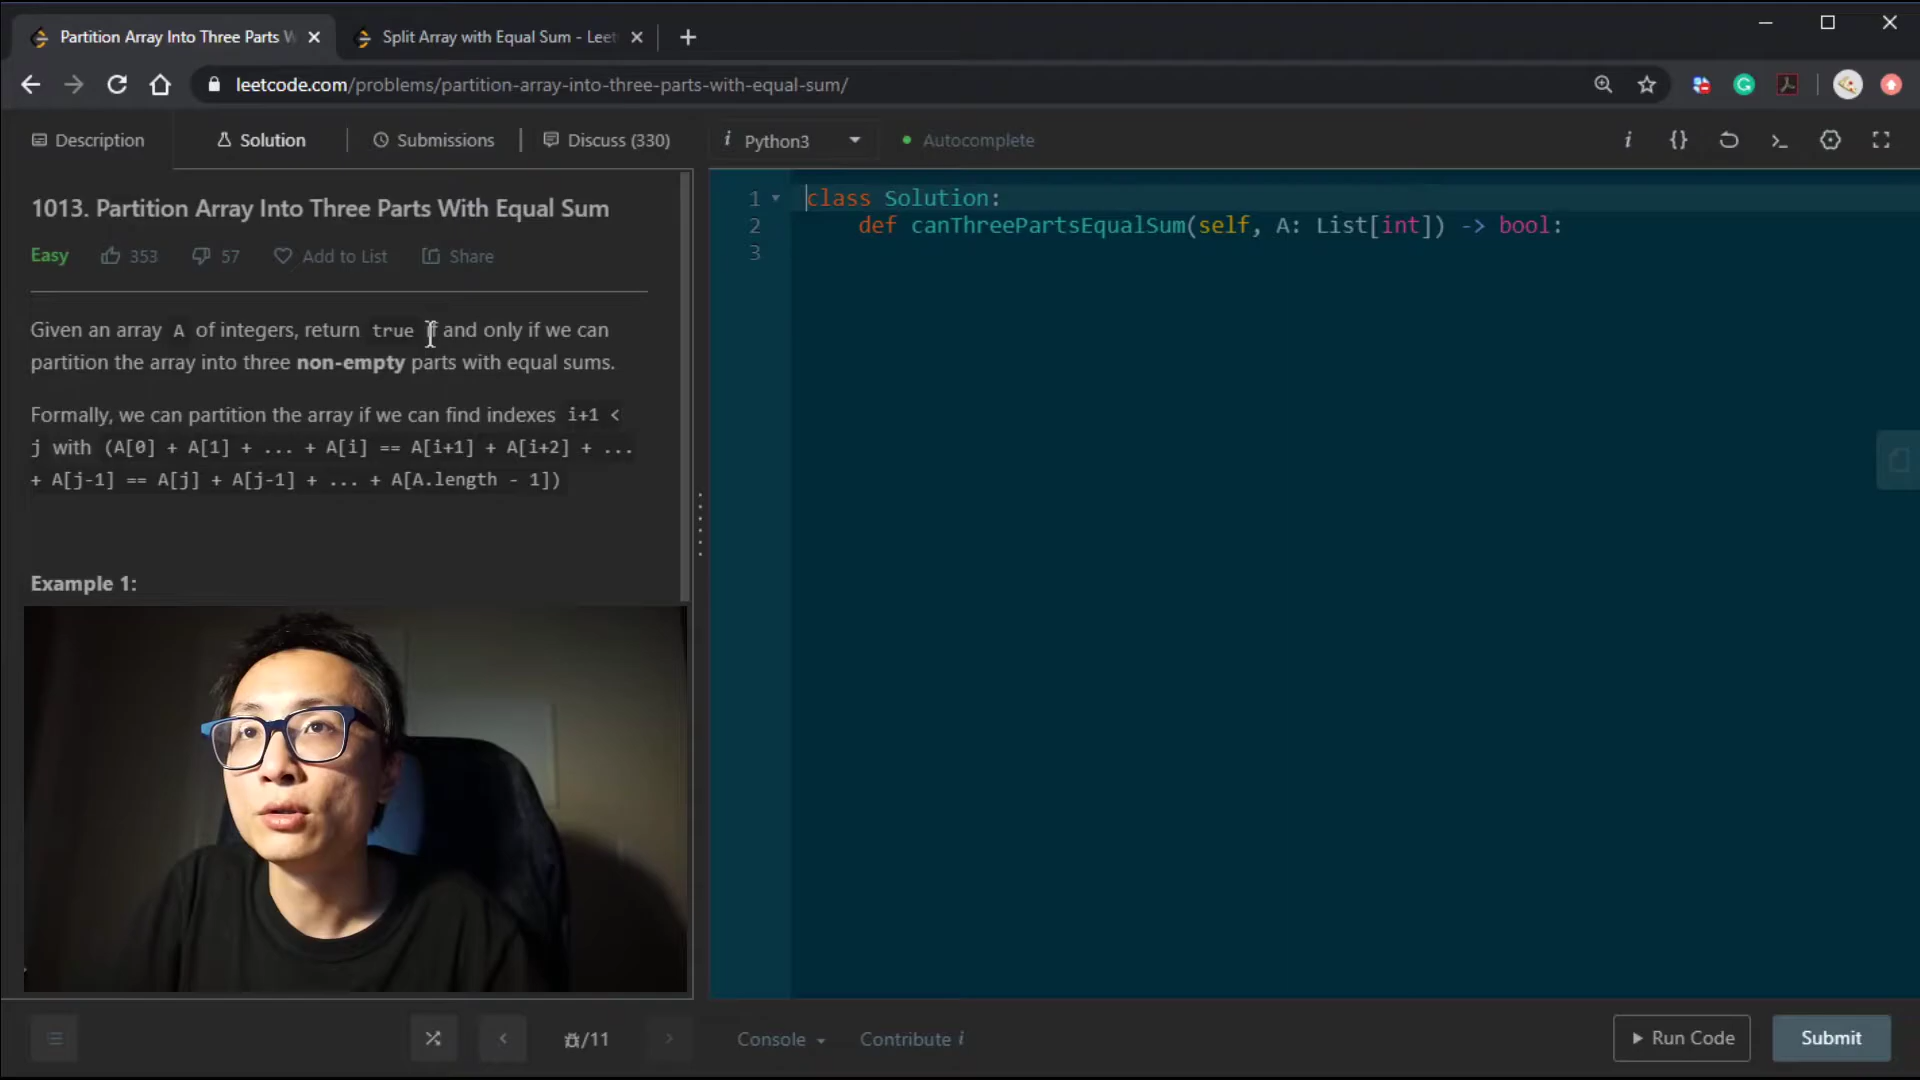 Partition Array Into Three Parts W
Split Array with Equal Sum - Leet
leetcode.com/problems/partition-array-into-three-parts-with-equal-sum/
Description
Solution
Submissions
Discuss (330)
i Python3
Autocomplete
1013. Partition Array Into Three Parts With Equal Sum
Easy 353 57 Add to List Share
Given an array A of integers, return true if and only if we can
partition the array into three non-empty parts with equal sums.
Formally, we can partition the array if we can find indexes i+1 <
j with (A[0] + A[1] + ... + A[i] == A[i+1] + A[i+2] + ...
+ A[j-1] == A[j] + A[j-1] + ... + A[A.length - 1])
Example 1:
1 class Solution:
2 def canThreePartsEqualSum(self, A: List[int]) -> bool:
3
/11
Console
Contribute i
Run Code
Submit